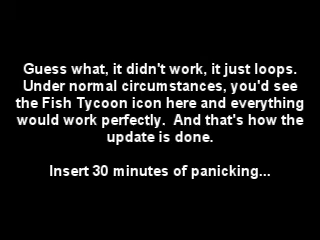 Guess what, it didn't work, it just loops.
Under normal circumstances, you'd see
the Fish Tycoon icon here and everything
would work perfectly.  And that's how the
update is done.
Insert 30 minutes of panicking...